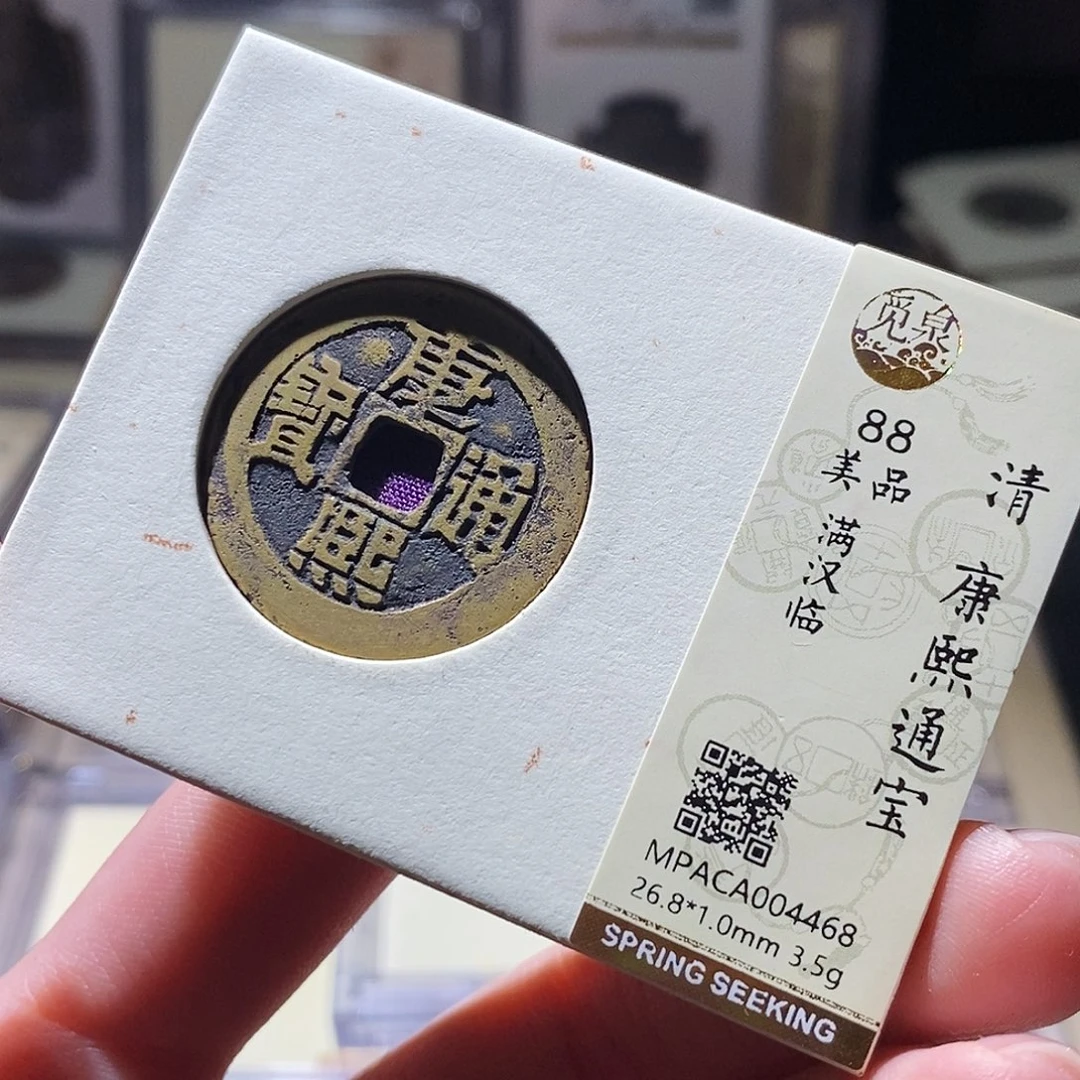 康熙通寳
觅泉
88
美品
满汉临
清
康熙通宝
MPACA004468
26.8*1.0mm 3.5g
SPRING SEEKING